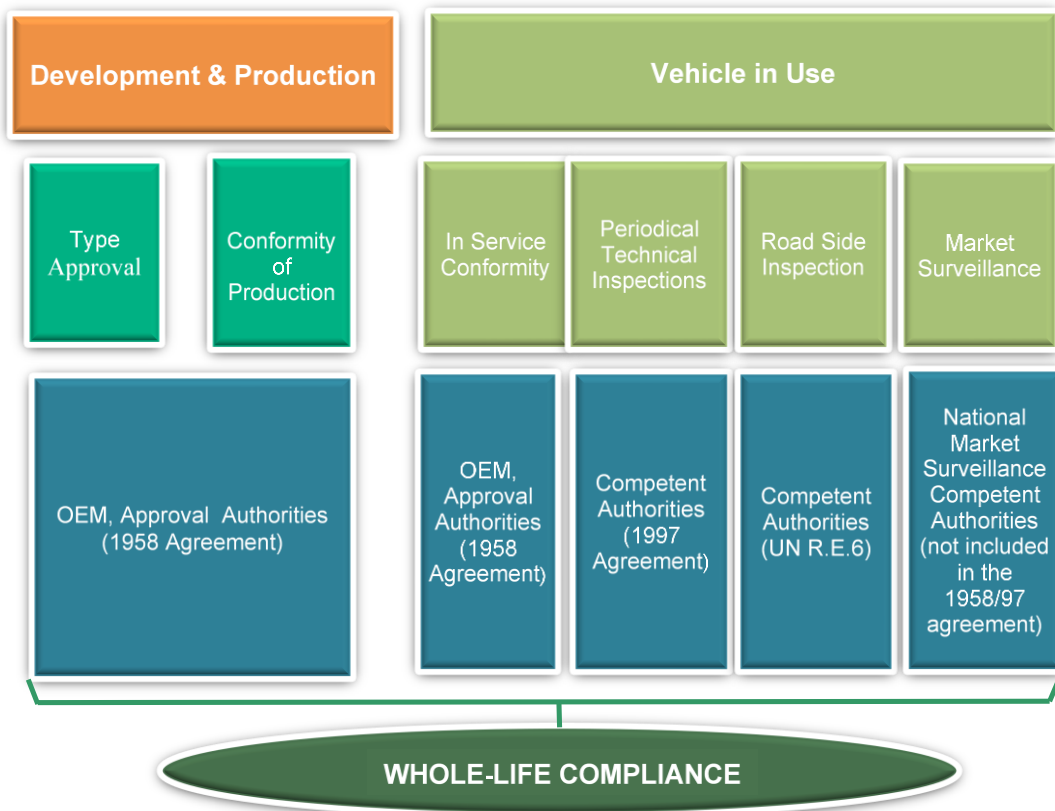 Development & Production
Vehicle in Use
Type
Approval
Conformity
of
Production
In Service
Conformity
Periodical
Technical
Inspections
Road Side
Inspection
Market
Surveillance
OEM, Approval Authorities
(1958 Agreement)
OEM,
Approval
Authorities
(1958
Agreement)
Competent
Authorities
(1997
Agreement)
Competent
Authorities
(UN R.E.6)
National
Market
Surveillance
Competent
Authorities
(not included
in the
1958/97
agreement)
WHOLE-LIFE COMPLIANCE